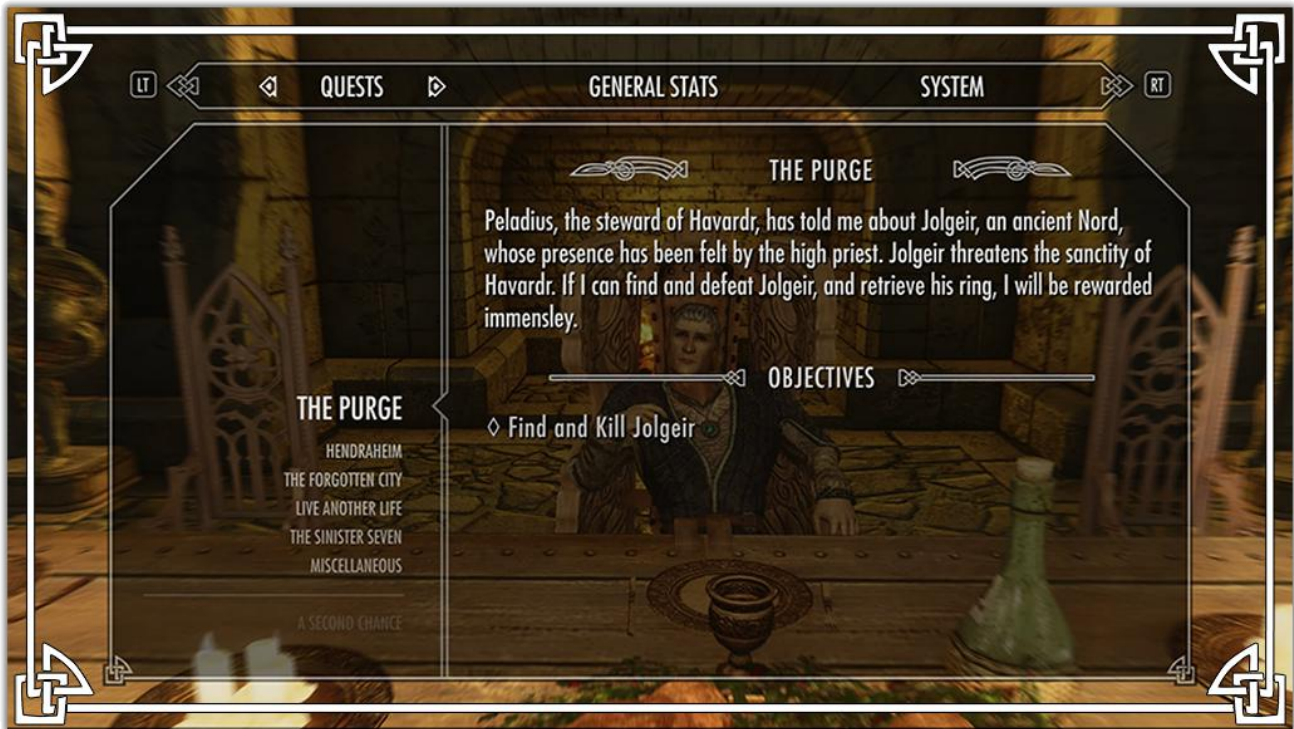 LT QUESTS GENERAL STATS SYSTEM RT
THE PURGE
Peladius, the steward of Havardr, has told me about Jolgeir, an ancient Nord,
whose presence has been felt by the high priest. Jolgeir threatens the sanctity of
Havardr. If I can find and defeat Jolgeir, and retrieve his ring, I will be rewarded
immensley.
OBJECTIVES
Find and Kill Jolgeir
THE PURGE
HENDRAHEIM
THE FORGOTTEN CITY
LIVE ANOTHER LIFE
THE SINISTER SEVEN
MISCELLANEOUS
A SECOND CHANCE